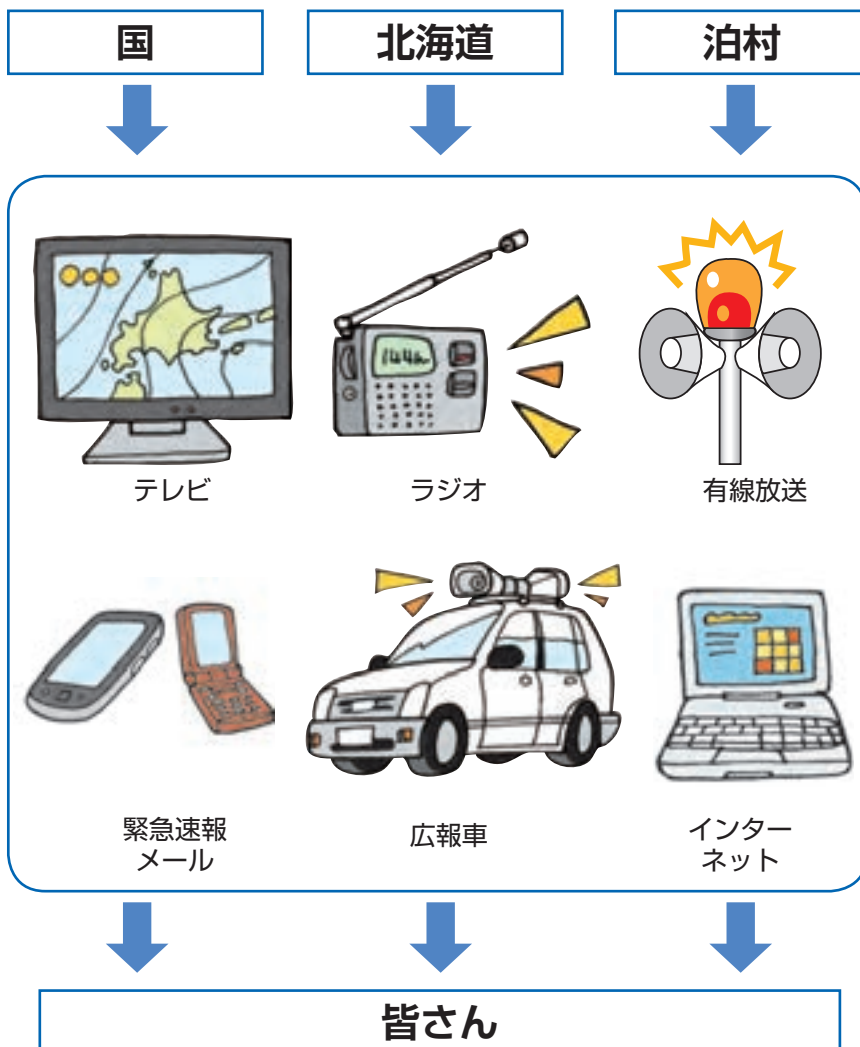 国
北海道
泊村
テレビ
ラジオ
有線放送
緊急速報
メール
広報車
インター
ネット
皆さん